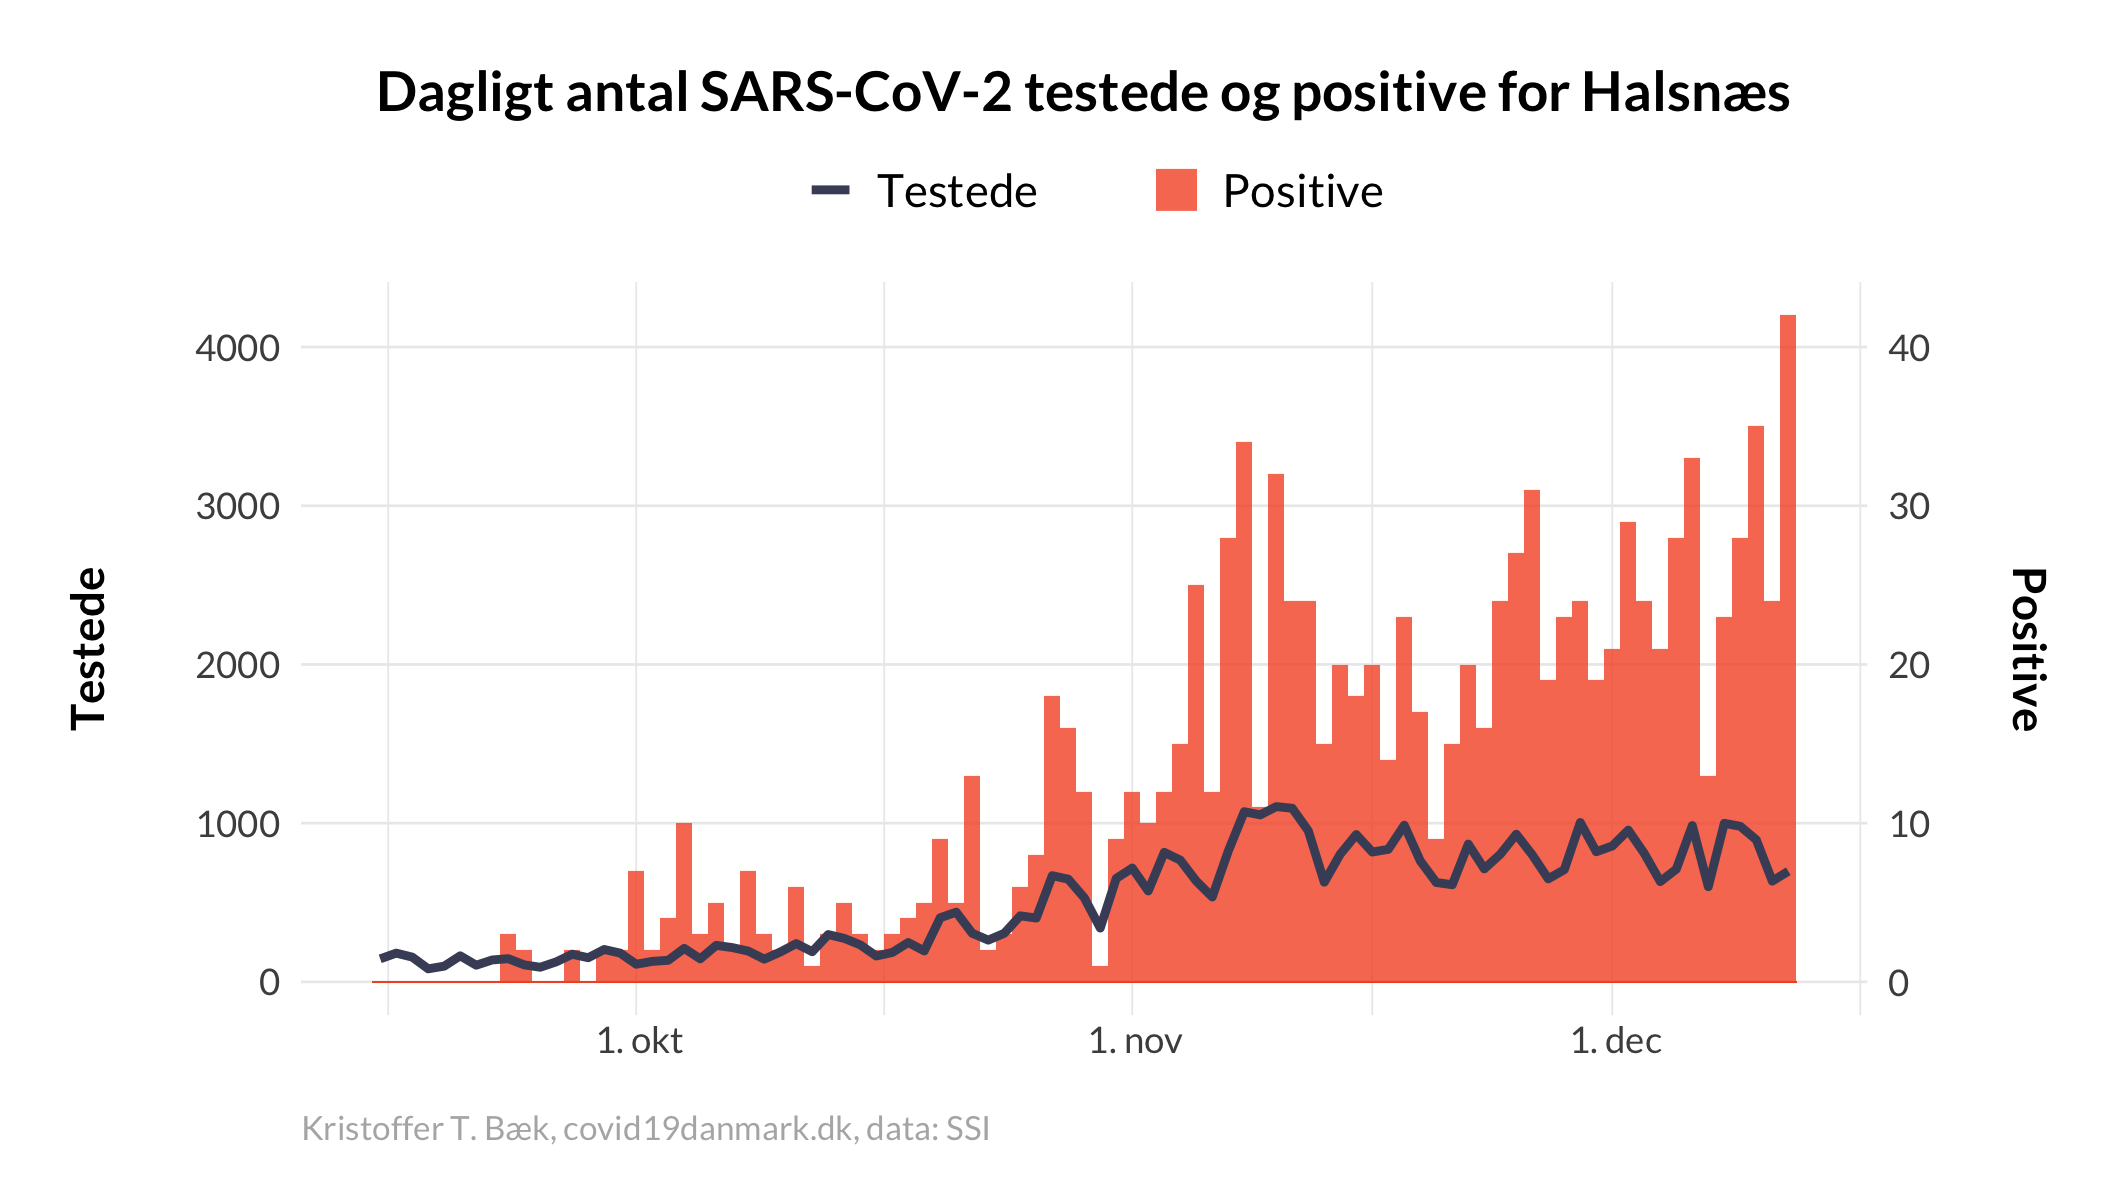 Dagligt antal SARS-CoV-2 testede og positive for Halsnæs
Testede
Positive
4000
3000
2000
1000
0
40
30
20
10
0
Testede
Positive
1. okt
1. nov
1. dec
Kristoffer T. Bæk, covid19danmark.dk, data: SSI